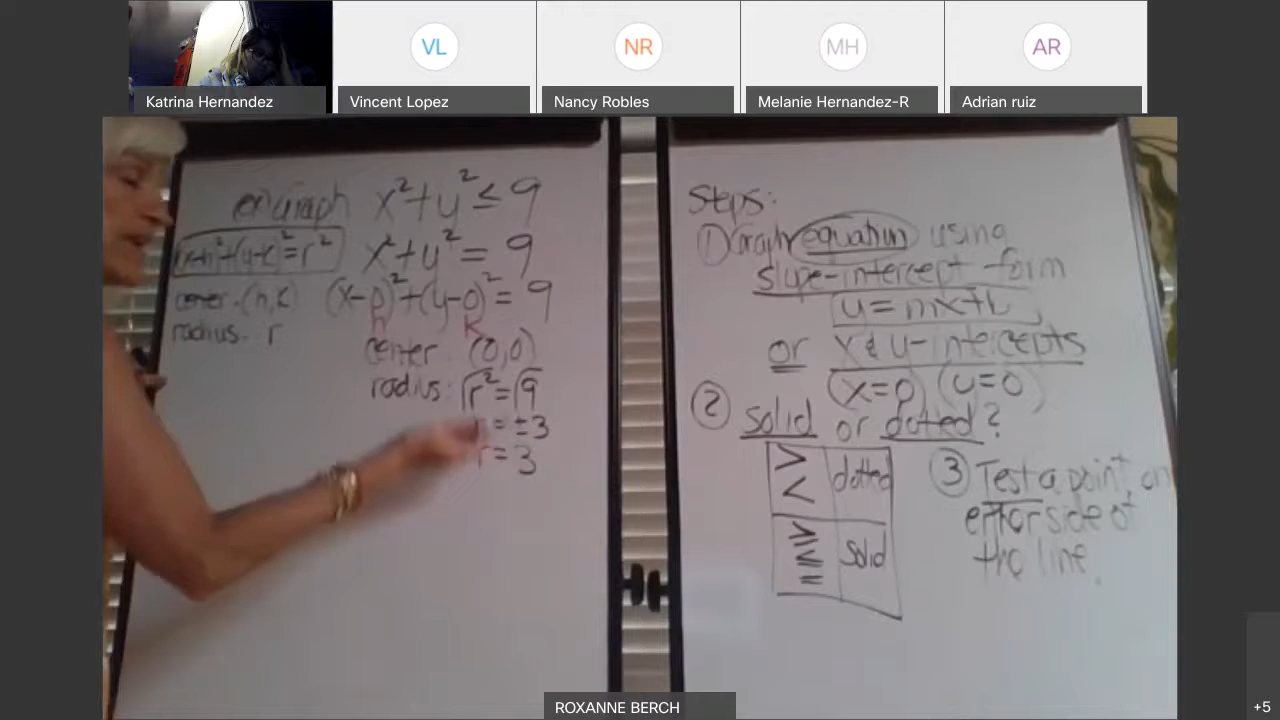 VL
NR
MH
AR
Katrina Hernandez
Vincent Lopez
Nancy Robles
Melanie Hernandez-R
Adrian ruiz
ex: Graph x² + y² ≤ 9
(x-h)² + (y-k)² = r²
x² + y² = 9
center: (h, k)
(x-0)² + (y-0)² = 9
h k
radius: r
center: (0,0)
radius: √r² = √9
r = ±3
r = 3
Steps:
① Graph equation using
slope-intercept form
y = mx+b
or x & y-intercepts
(x=0) (y=0)
② solid or dotted?
> < dotted
≥ ≤ = solid
③ Test a point on
either side of
the line.
ROXANNE BERCH
+5